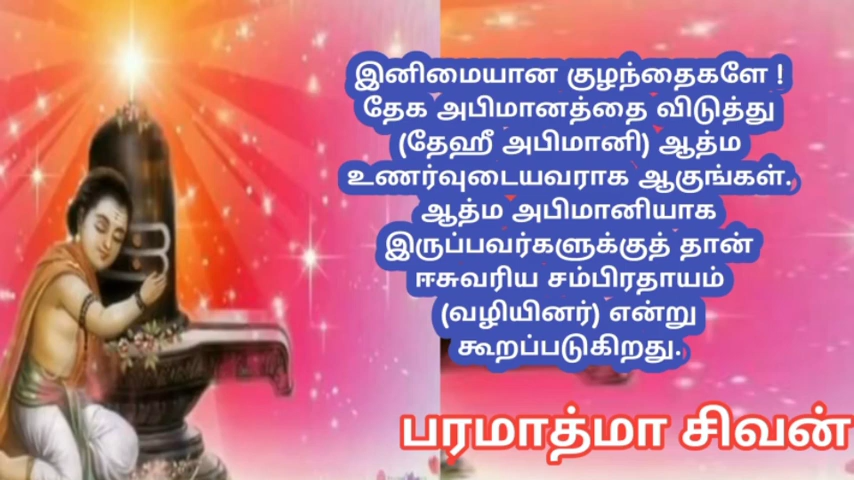 இனிமையான குழந்தைகளே !
தேக அபிமானத்தை விடுத்து
(தேஹீ அபிமானி) ஆத்ம
உணர்வுடையவராக ஆகுங்கள்.
ஆத்ம அபிமானியாக
இருப்பவர்களுக்குத் தான்
ஈசுவரிய சம்பிரதாயம்
(வழியினர்) என்று
கூறப்படுகிறது.
பரமாத்மா சிவன்